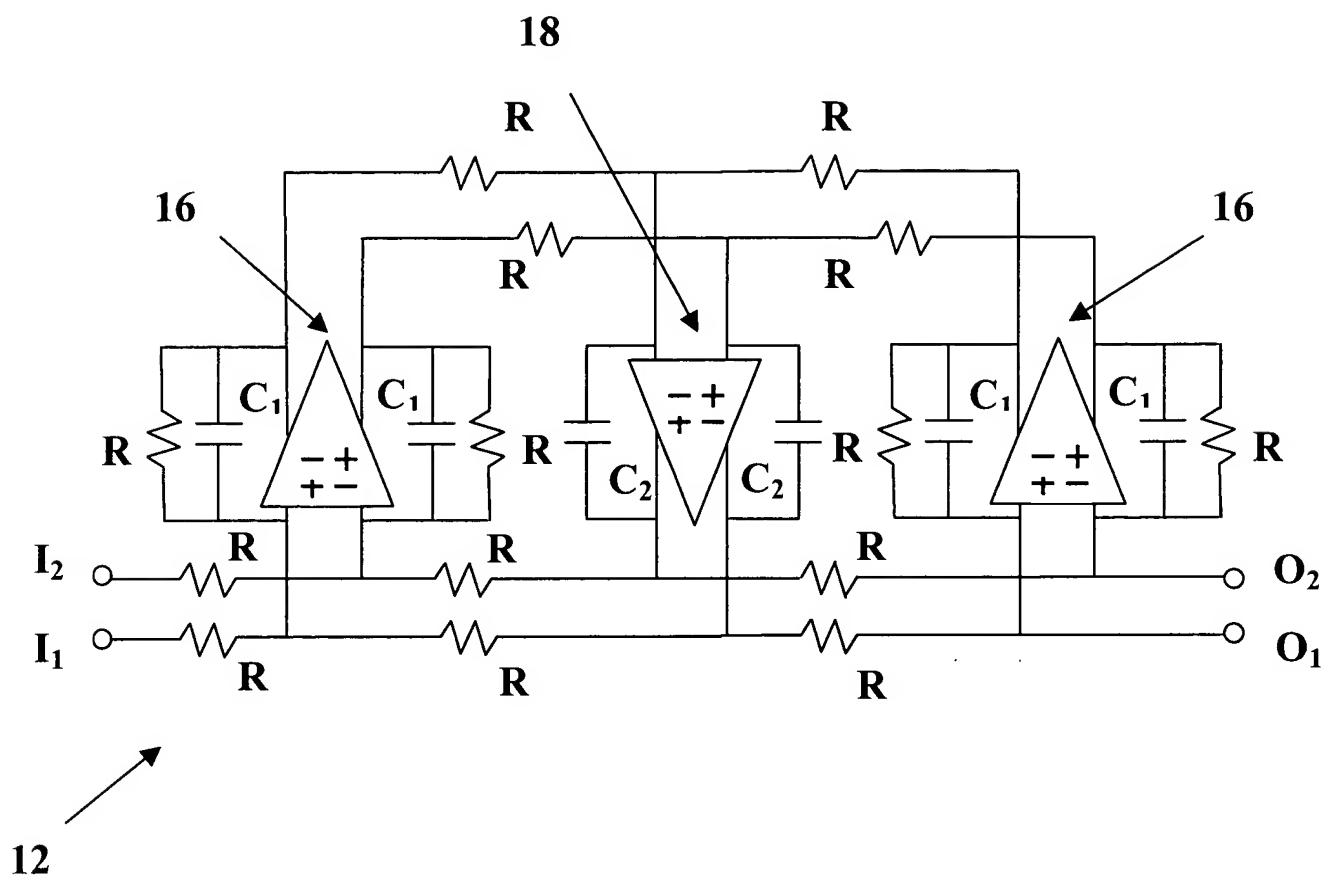 18
R R
16 16
R R
C₁ C₁ C₁ C₁
R R R R
− + − + − + − +
+ − + − + − + −
C₂ C₂
R R
I₂ O₂
I₁ O₁
R R R
12